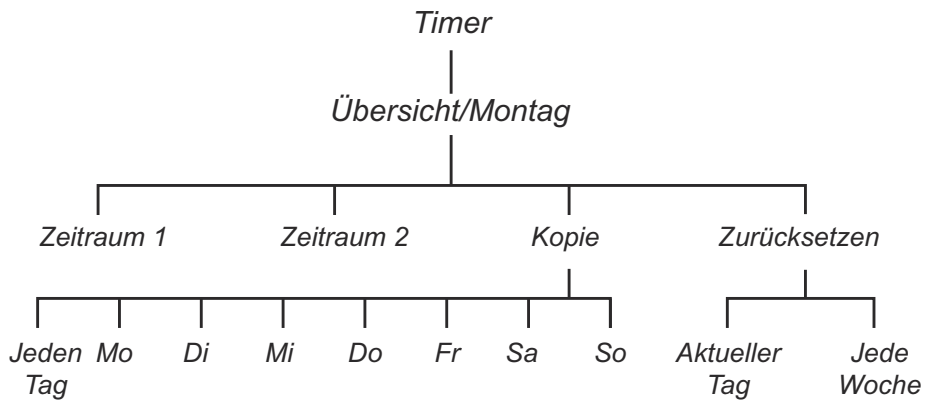 Timer
Übersicht/Montag
Zeitraum 1 Zeitraum 2 Kopie Zurücksetzen
Jeden Mo Di Mi Do Fr Sa So Aktueller Jede
Tag Tag Woche